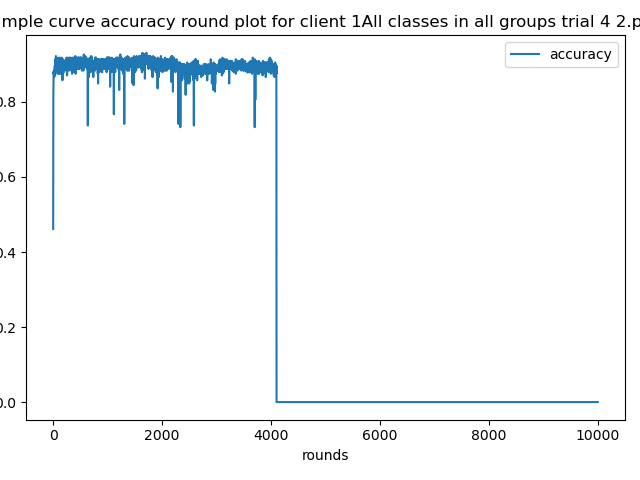 mple curve accuracy round plot for client 1All classes in all groups trial 4 2.p
accuracy
0.8
0.6
0.4
0.2
0.0
0 2000 4000 6000 8000 10000
rounds